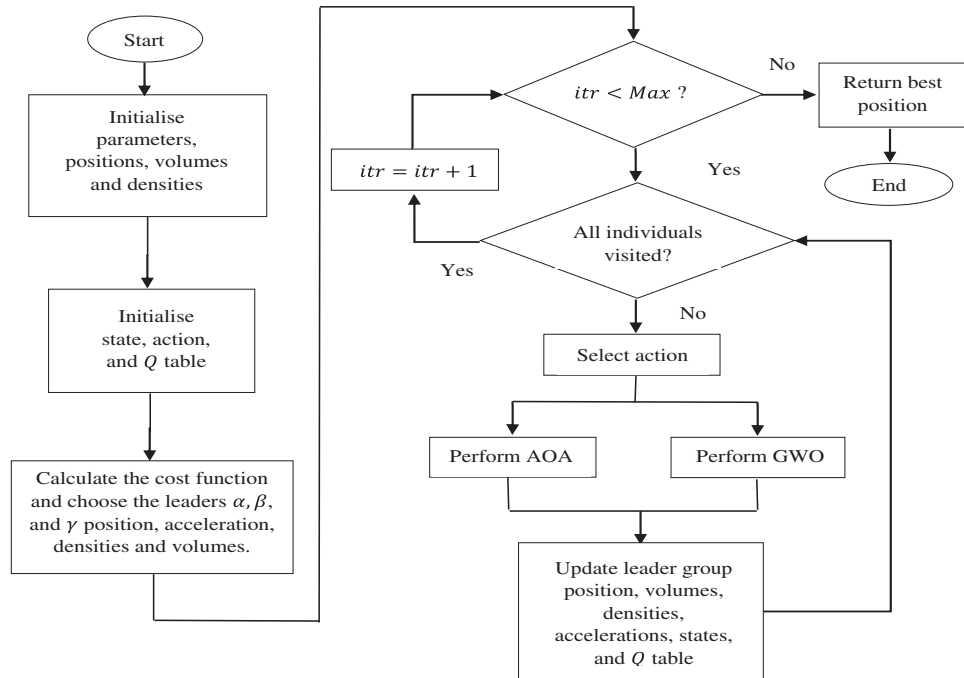 Start
Initialise
parameters,
positions, volumes
and densities
Initialise
state, action,
and Q table
Calculate the cost function
and choose the leaders α, β,
and γ position, acceleration,
densities and volumes.
itr < Max ?
No
Return best
position
End
Yes
itr = itr + 1
All individuals
visited?
Yes
No
Select action
Perform AOA
Perform GWO
Update leader group
position, volumes,
densities,
accelerations, states,
and Q table